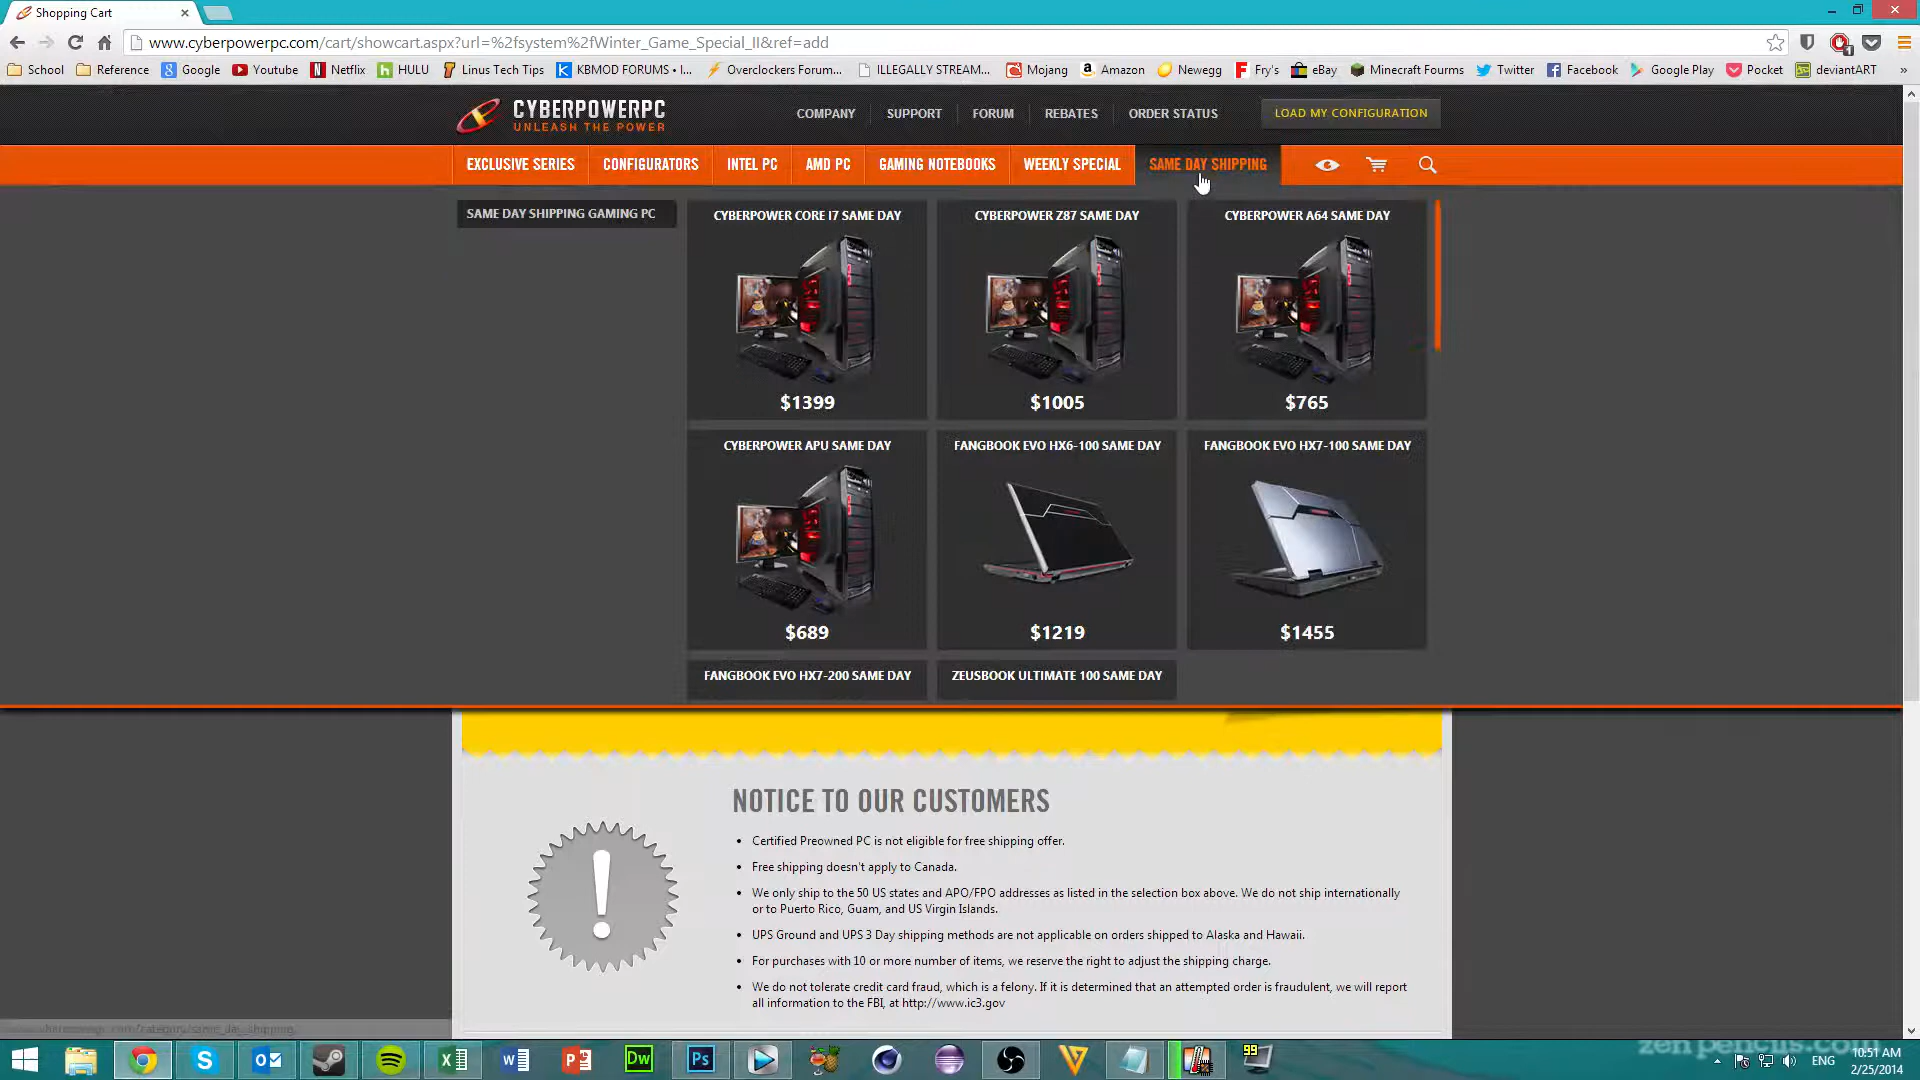 Shopping Cart
www.cyberpowerpc.com/cart/showcart.aspx?url=%2fsystem%2fWinter_Game_Special_II&ref=add
School Reference Google Youtube Netflix HULU Linus Tech Tips KBMOD FORUMS • I... Overclockers Forum... ILLEGALLY STREAM... Mojang Amazon Newegg Fry's eBay Minecraft Fourms Twitter Facebook Google Play Pocket deviantART »
CYBERPOWERPC
UNLEASH THE POWER
COMPANY SUPPORT FORUM REBATES ORDER STATUS LOAD MY CONFIGURATION
EXCLUSIVE SERIES CONFIGURATORS INTEL PC AMD PC GAMING NOTEBOOKS WEEKLY SPECIAL SAME DAY SHIPPING
SAME DAY SHIPPING GAMING PC
CYBERPOWER CORE I7 SAME DAY CYBERPOWER Z87 SAME DAY CYBERPOWER A64 SAME DAY
$1399 $1005 $765
CYBERPOWER APU SAME DAY FANGBOOK EVO HX6-100 SAME DAY FANGBOOK EVO HX7-100 SAME DAY
$689 $1219 $1455
FANGBOOK EVO HX7-200 SAME DAY ZEUSBOOK ULTIMATE 100 SAME DAY
NOTICE TO OUR CUSTOMERS
• Certified Preowned PC is not eligible for free shipping offer.
• Free shipping doesn't apply to Canada.
• We only ship to the 50 US states and APO/FPO addresses as listed in the selection box above. We do not ship internationally
or to Puerto Rico, Guam, and US Virgin Islands.
• UPS Ground and UPS 3 Day shipping methods are not applicable on orders shipped to Alaska and Hawaii.
• For purchases with 10 or more number of items, we reserve the right to adjust the shipping charge.
• We do not tolerate credit card fraud, which is a felony. If it is determined that an attempted order is fraudulent, we will report
all information to the FBI, at http://www.ic3.gov
zenpencils.com
ENG
10:51 AM
2/25/2014